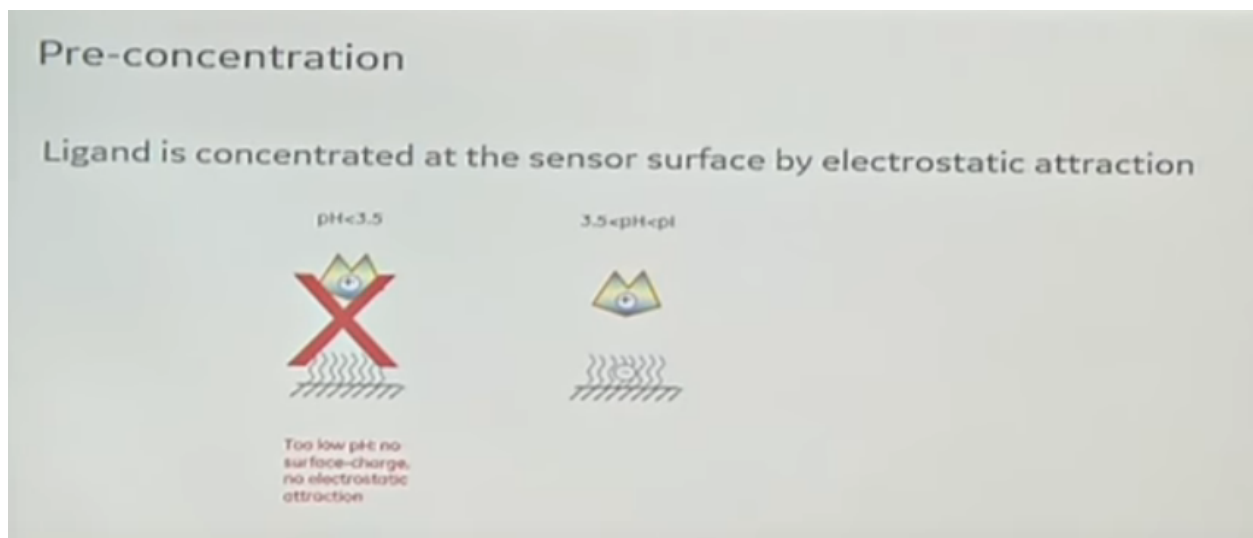 Pre-concentration
Ligand is concentrated at the sensor surface by electrostatic attraction
pH<3.5
3.5<pH<pI
+
+
Too low pH: no
surface-charge,
no electrostatic
attraction